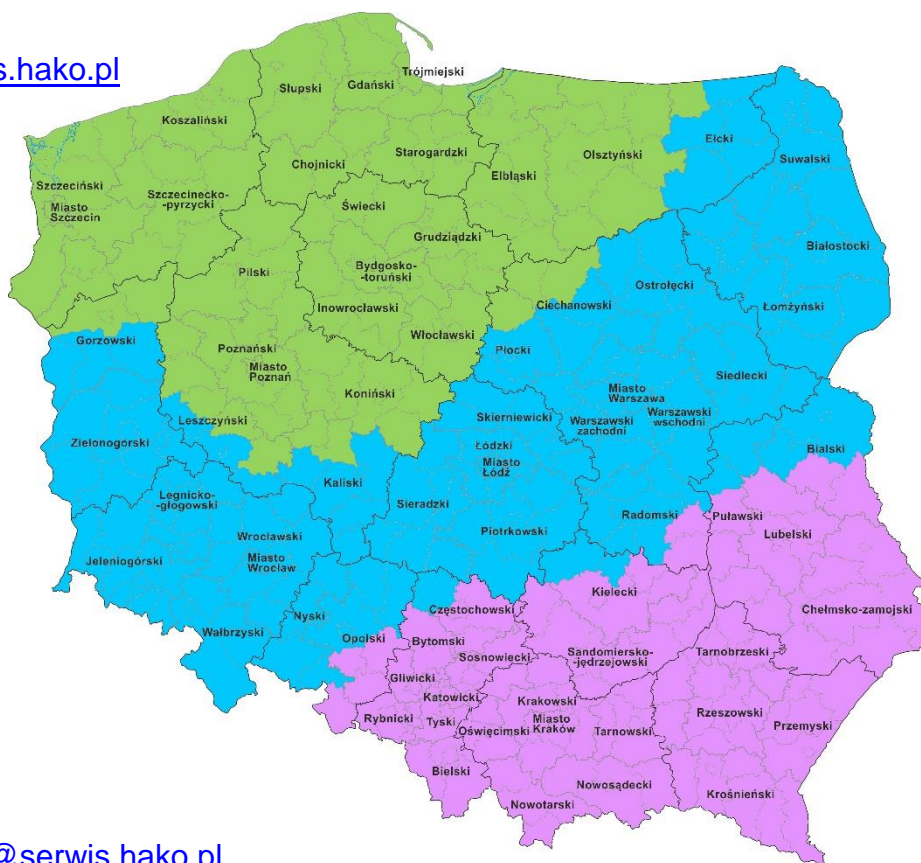 s.hako.pl
Trójmiejski
Słupski
Gdański
Koszaliński
Ełcki
Starogardzki
Olsztyński
Suwalski
Chojnicki
Elbląski
Szczeciński
Szczecinecko-
-pyrzycki
Miasto
Szczecin
Świecki
Grudziądzki
Białostocki
Pilski
Bydgosko-
-toruński
Ostrołęcki
Inowrocławski
Ciechanowski
Łomżyński
Włocławski
Gorzowski
Poznański
Płocki
Miasto
Poznań
Siedlecki
Miasto
Warszawa
Koniński
Skierniewicki
Warszawski
zachodni
Warszawski
wschodni
Leszczyński
Zielonogórski
Łódzki
Bialski
Miasto
Łódź
Kaliski
Legnicko-
-głogowski
Sieradzki
Radomski
Puławski
Piotrkowski
Wrocławski
Lubelski
Miasto
Wrocław
Jeleniogórski
Kielecki
Częstochowski
Chełmsko-zamojski
Nyski
Wałbrzyski
Opolski
Bytomski
Sandomiersko-
-jędrzejowski
Tarnobrzeski
Sosnowiecki
Gliwicki
Katowicki
Krakowski
Rzeszowski
Rybnicki
Tyski
Miasto
Kraków
Przemyski
Oświęcimski
Tarnowski
Bielski
Nowosądecki
Krośnieński
Nowotarski
@serwis.hako.pl